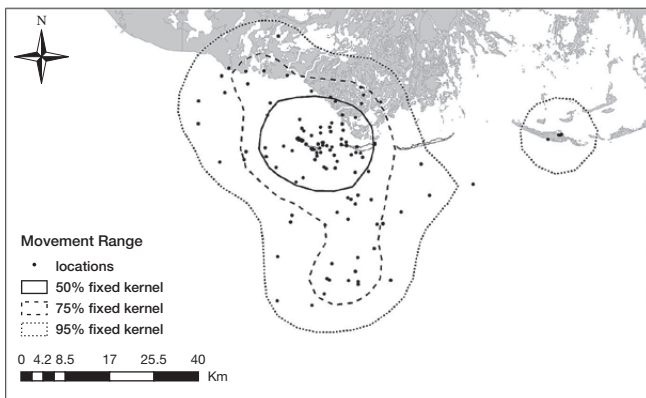 N
Movement Range
locations
50% fixed kernel
75% fixed kernel
95% fixed kernel
0 4.2 8.5 17 25.5 40
Km